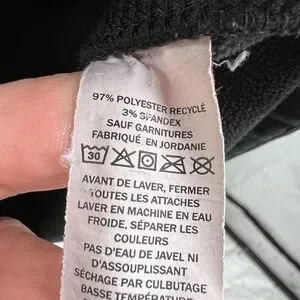 97% POLYESTER RECYCLÉ
3% SPANDEX
SAUF GARNITURES
FABRIQUÉ EN JORDANIE
30
AVANT DE LAVER, FERMER
TOUTES LES ATTACHES
LAVER EN MACHINE EN EAU
FROIDE, SÉPARER LES
COULEURS
PAS D'EAU DE JAVEL NI
D'ASSOUPLISSANT
SÉCHAGE PAR CULBUTAGE
BASSE TEMPÉRATURE